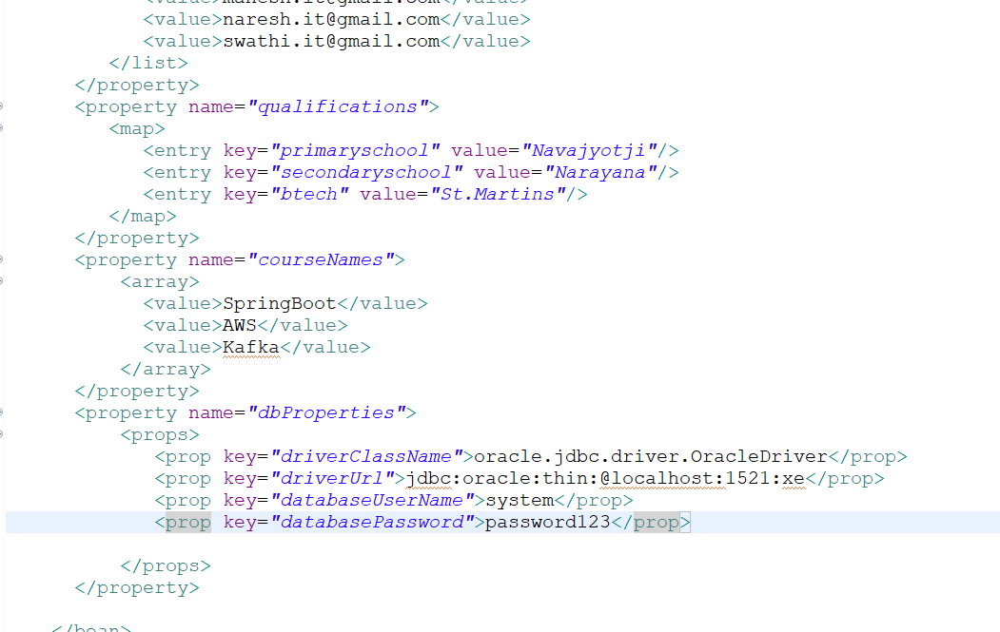 <value>mahesh.it@gmail.com</value>
<value>naresh.it@gmail.com</value>
<value>swathi.it@gmail.com</value>
</list>
</property>
<property name="qualifications">
<map>
<entry key="primaryschool" value="Navajyotji"/>
<entry key="secondaryschool" value="Narayana"/>
<entry key="btech" value="St.Martins"/>
</map>
</property>
<property name="courseNames">
<array>
<value>SpringBoot</value>
<value>AWS</value>
<value>Kafka</value>
</array>
</property>
<property name="dbProperties">
<props>
<prop key="driverClassName">oracle.jdbc.driver.OracleDriver</prop>
<prop key="driverUrl">jdbc:oracle:thin:@localhost:1521:xe</prop>
<prop key="databaseUserName">system</prop>
<prop key="databasePassword">password123</prop>
</props>
</property>
</bean>